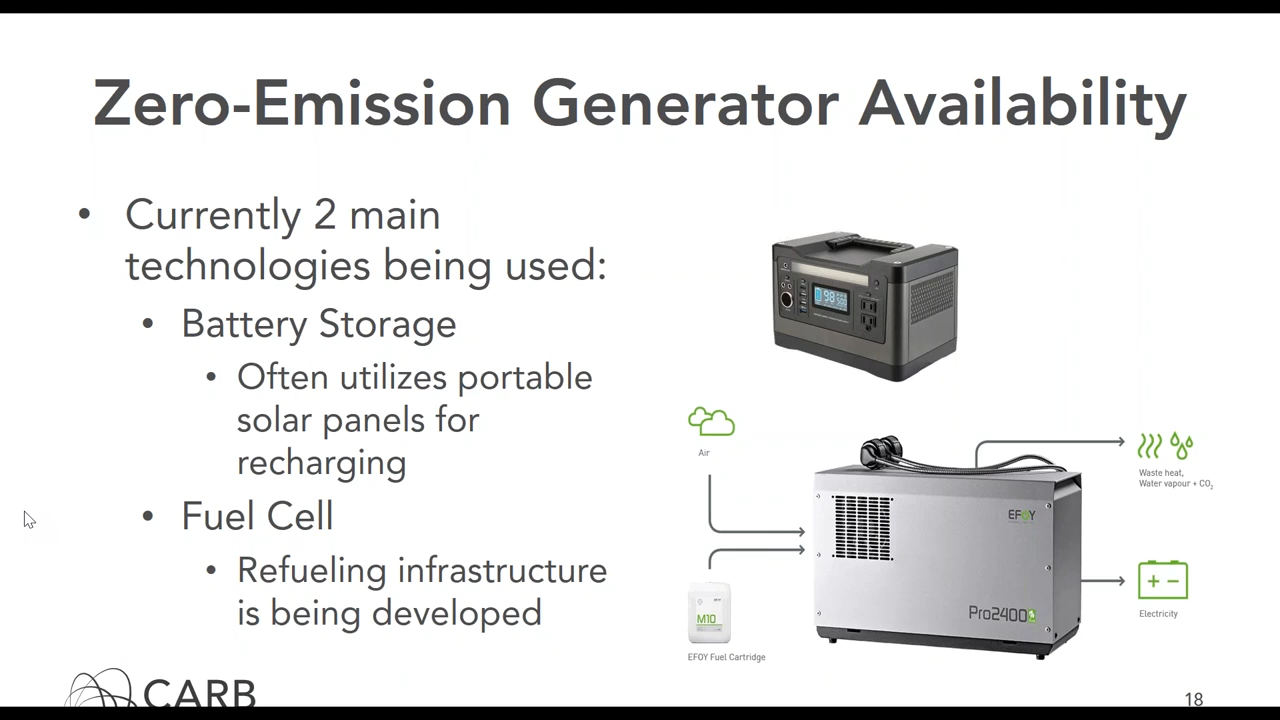 Zero-Emission Generator Availability
• Currently 2 main
technologies being used:
• Battery Storage
• Often utilizes portable
solar panels for
recharging
• Fuel Cell
• Refueling infrastructure
is being developed
98
Air
EFOY
Pro2400
M10
EFOY Fuel Cartridge
Waste heat,
Water vapour + CO₂
Electricity
CARB
18